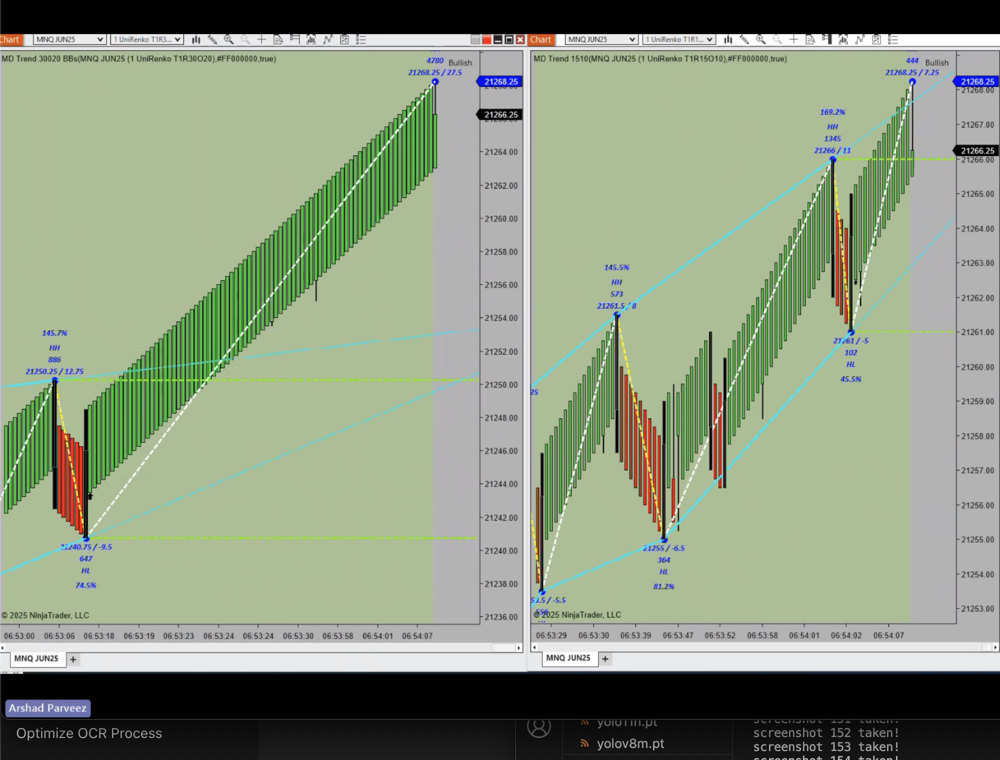 Chart
MNQ JUN25
1 UniRenko T1R3...
MD Trend 30020 BBs(MNQ JUN25 (1 UniRenko T1R30O20),#FF000000,true)
4780
Bullish
21268.25 / 27.5
21268.25
21266.25
21264.00
21262.00
21260.00
21258.00
21256.00
21254.00
21252.00
21250.00
21248.00
21246.00
21244.00
21242.00
21240.00
21238.00
21236.00
145.7%
HH
886
21250.25 / 12.75
21240.75 / -9.5
647
HL
74.5%
© 2025 NinjaTrader, LLC
06:53:00
06:53:06
06:53:18
06:53:19
06:53:23
06:53:24
06:53:24
06:53:30
06:53:58
06:54:01
06:54:07
MNQ JUN25
+
Chart
MNQ JUN25
1 UniRenko T1R1...
MD Trend 1510(MNQ JUN25 (1 UniRenko T1R15O10),#FF000000,true)
444
Bullish
21268.25 / 7.25
21268.25
21268.00
21267.00
21266.25
21266.00
21265.00
21264.00
21263.00
21262.00
21261.00
21260.00
21259.00
21258.00
21257.00
21256.00
21255.00
21254.00
21253.00
169.2%
HH
1345
21266 / 11
145.5%
HH
573
21261.5 / 8
21261 / -5
102
HL
45.5%
25
21255 / -6.5
364
HL
81.2%
© 2025 NinjaTrader, LLC
06:53:29
06:53:30
06:53:39
06:53:47
06:53:52
06:53:58
06:54:01
06:54:02
06:54:07
MNQ JUN25
+
Arshad Parveez
Optimize OCR Process
yolo11n.pt
yolov8m.pt
screenshot 151 taken!
screenshot 152 taken!
screenshot 153 taken!
screenshot 154 taken!